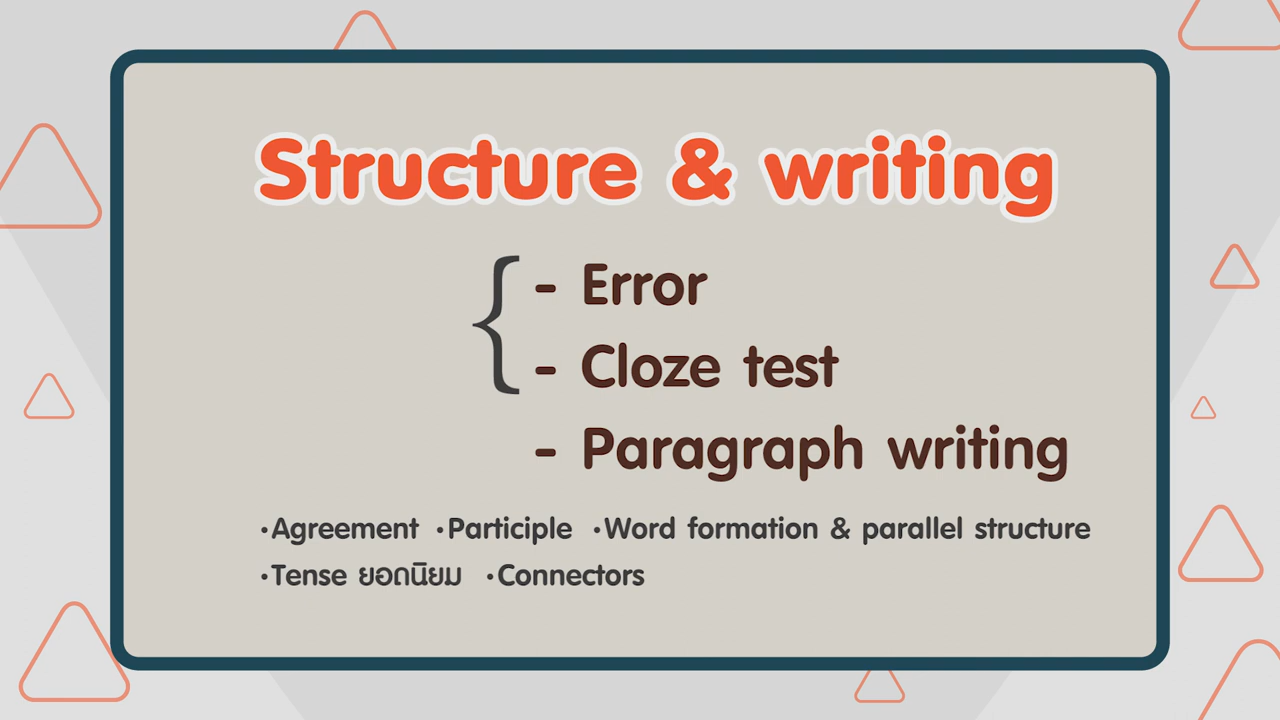 Structure & writing
{ - Error
- Cloze test
- Paragraph writing
•Agreement •Participle •Word formation & parallel structure
•Tense ยอดนิยม •Connectors